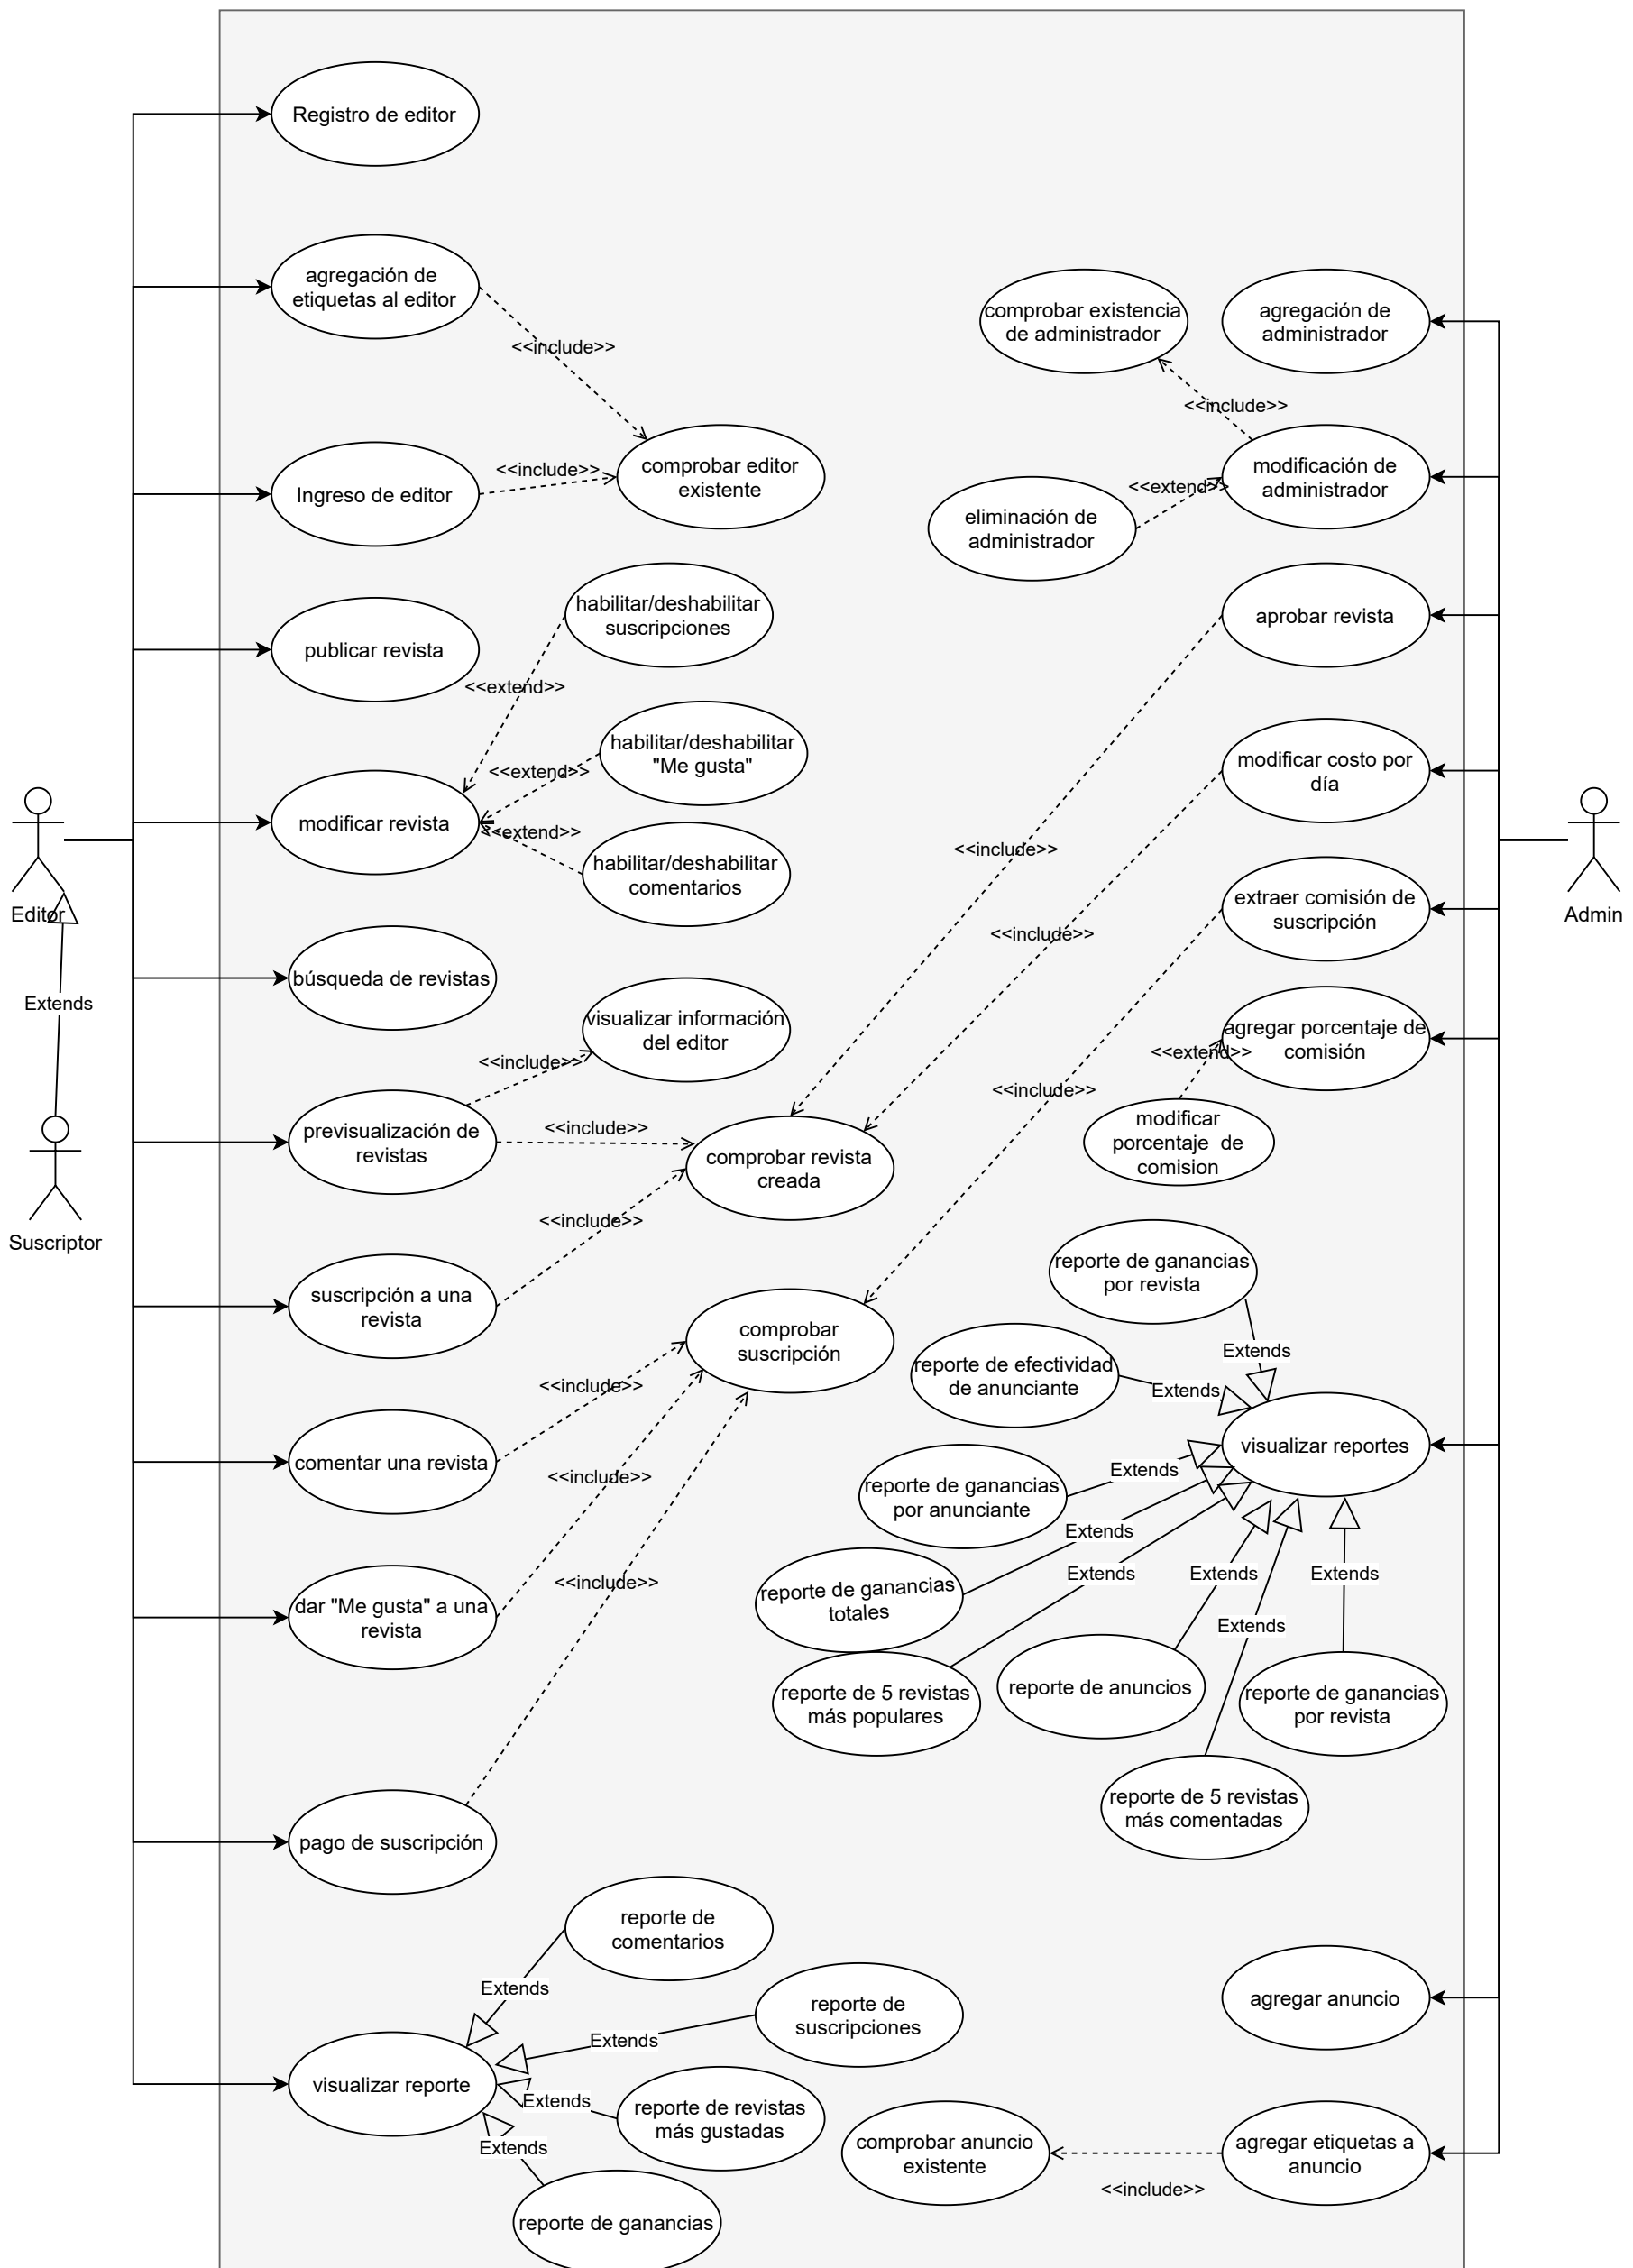 Registro de editor
agregación de
etiquetas al editor
<<include>>
comprobar existencia
de administrador
agregación de
administrador
<<include>>
Ingreso de editor
<<include>>
comprobar editor
existente
modificación de
administrador
<<extend>>
eliminación de
administrador
publicar revista
habilitar/deshabilitar
suscripciones
aprobar revista
<<extend>>
habilitar/deshabilitar
"Me gusta"
<<extend>>
modificar costo por
día
modificar revista
<<extend>>
habilitar/deshabilitar
comentarios
<<include>>
<<include>>
extraer comisión de
suscripción
Editor
Admin
Extends
búsqueda de revistas
visualizar información
del editor
<<include>>
agregar porcentaje de
comisión
<<extend>>
<<include>>
previsualización de
revistas
<<include>>
comprobar revista
creada
modificar
porcentaje  de
comision
Suscriptor
<<include>>
suscripción a una
revista
reporte de ganancias
por revista
Extends
comprobar
suscripción
<<include>>
reporte de efectividad
de anunciante
Extends
comentar una revista
<<include>>
visualizar reportes
reporte de ganancias
por anunciante
Extends
Extends
Extends
Extends
Extends
Extends
<<include>>
dar "Me gusta" a una
revista
reporte de ganancias
totales
reporte de 5 revistas
más populares
reporte de anuncios
reporte de ganancias
por revista
reporte de 5 revistas
más comentadas
pago de suscripción
reporte de
comentarios
Extends
reporte de
suscripciones
Extends
agregar anuncio
visualizar reporte
Extends
reporte de revistas
más gustadas
Extends
reporte de ganancias
comprobar anuncio
existente
<<include>>
agregar etiquetas a
anuncio